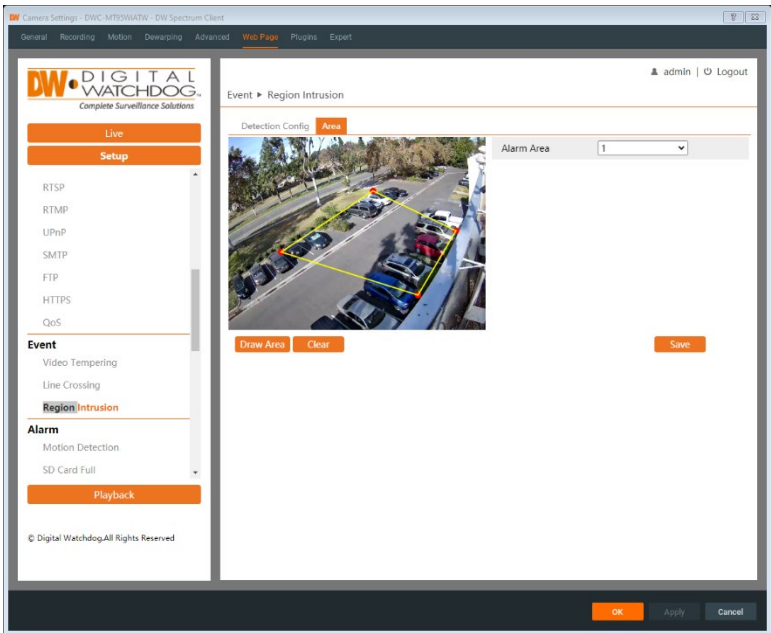 DW Camera Settings - DWC-MT95WiATW - DW Spectrum Client
General Recording Motion Dewarping Advanced Web Page Plugins Expert
DW DIGITAL
WATCHDOG
Complete Surveillance Solutions
admin | Logout
Event ▸ Region Intrusion
Live
Setup
Detection Config Area
Alarm Area 1
RTSP
RTMP
UPnP
SMTP
FTP
HTTPS
QoS
Draw Area Clear Save
Event
Video Tempering
Line Crossing
Region Intrusion
Alarm
Motion Detection
SD Card Full
Playback
© Digital Watchdog.All Rights Reserved
OK Apply Cancel